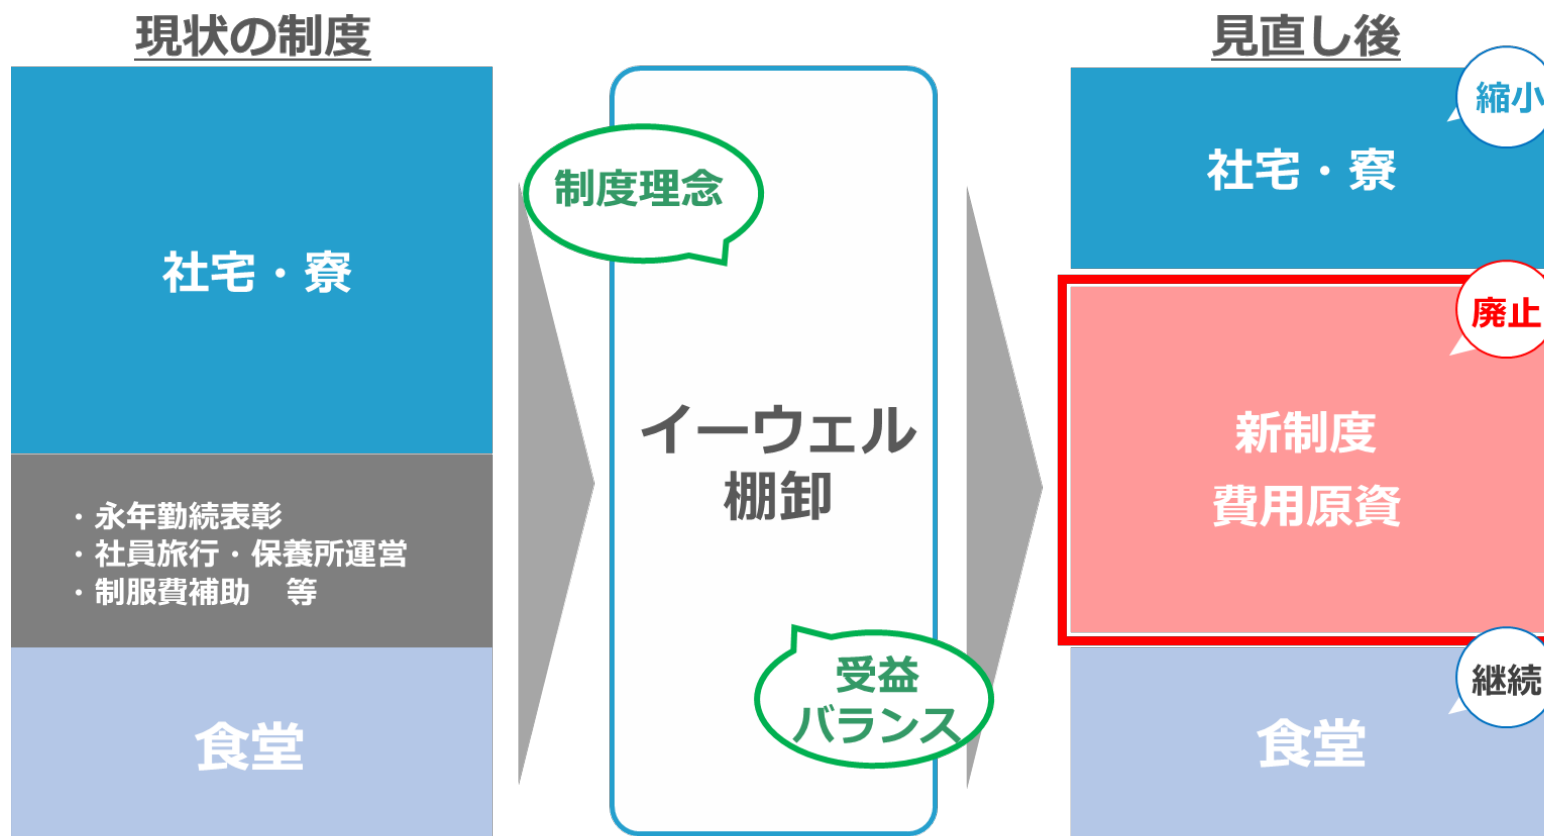 現状の制度
社宅・寮
・永年勤続表彰
・社員旅行・保養所運営
・制服費補助　等
食堂
制度理念
イーウェル
棚卸
受益
バランス
見直し後
縮小
社宅・寮
廃止
新制度
費用原資
継続
食堂